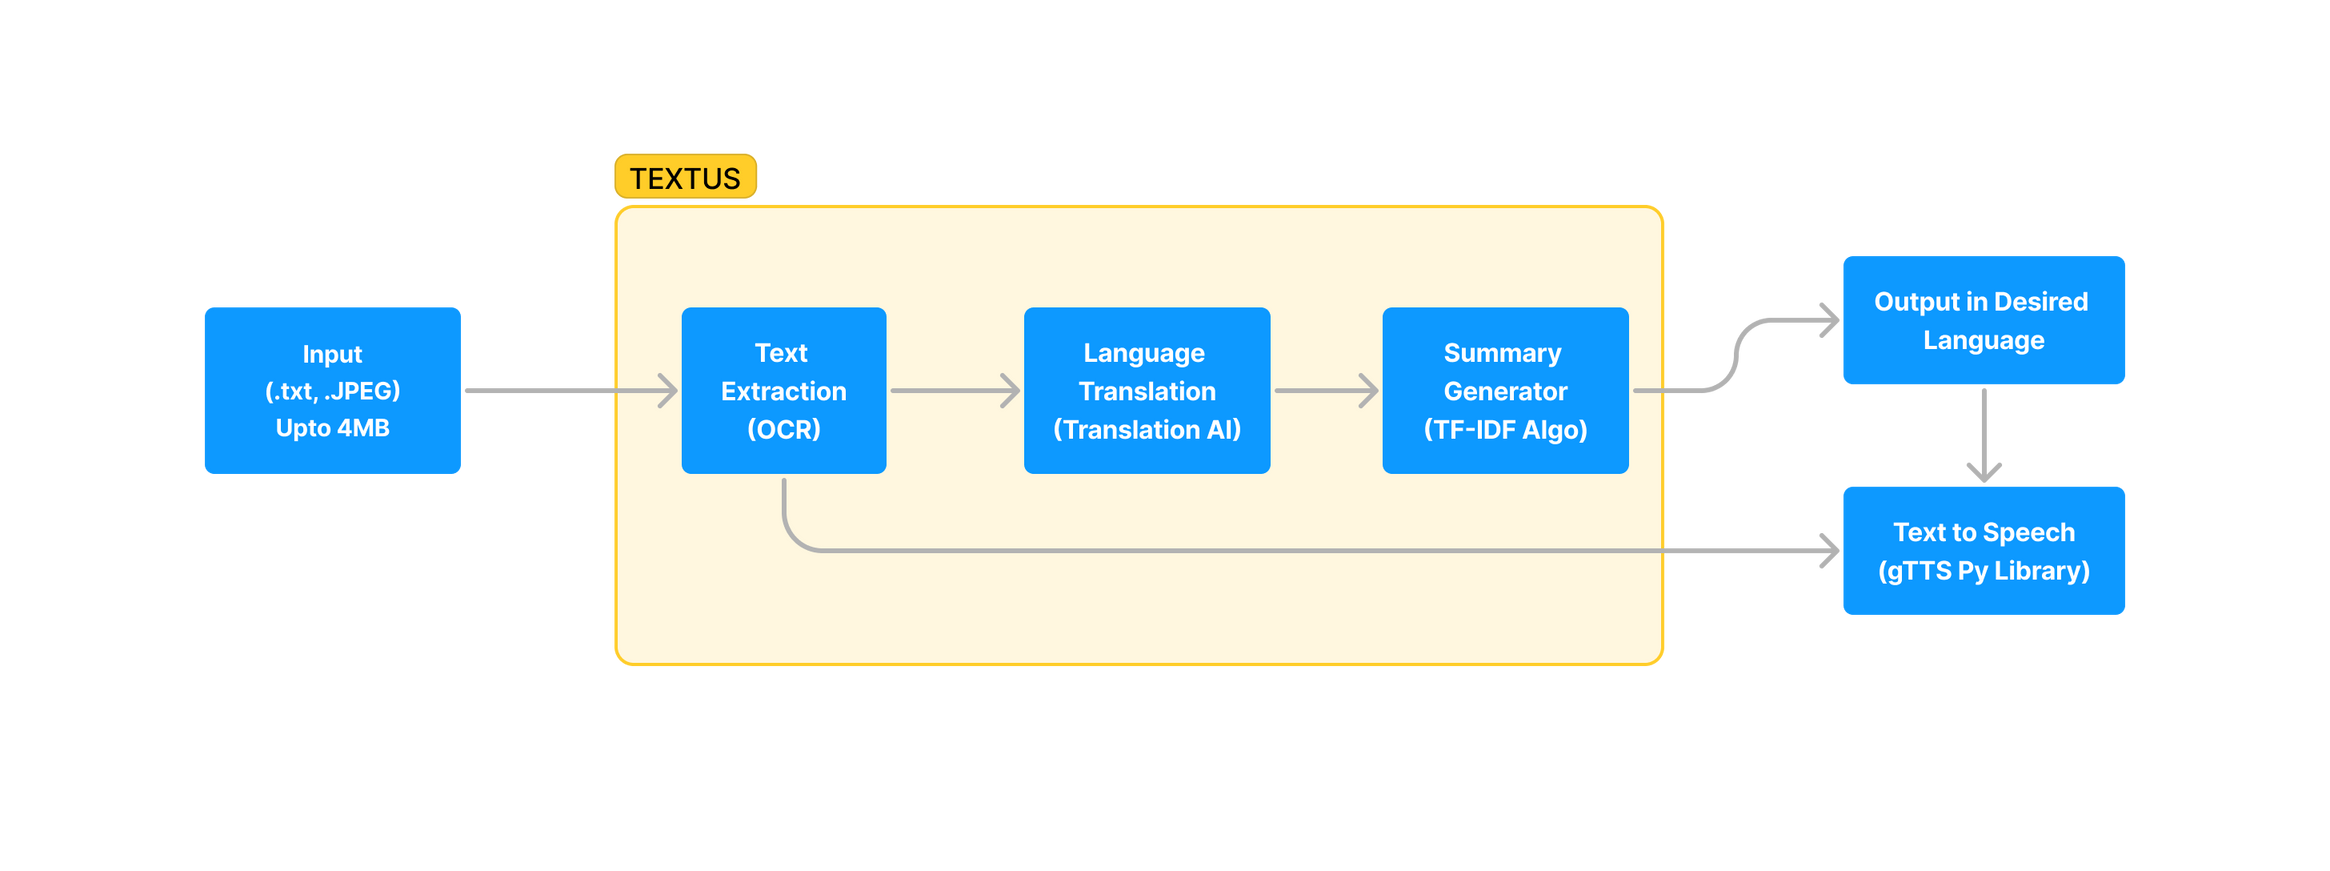 TEXTUS
Input
(.txt, .JPEG)
Upto 4MB
Text
Extraction
(OCR)
Language
Translation
(Translation AI)
Summary
Generator
(TF-IDF Algo)
Output in Desired
Language
Text to Speech
(gTTS Py Library)